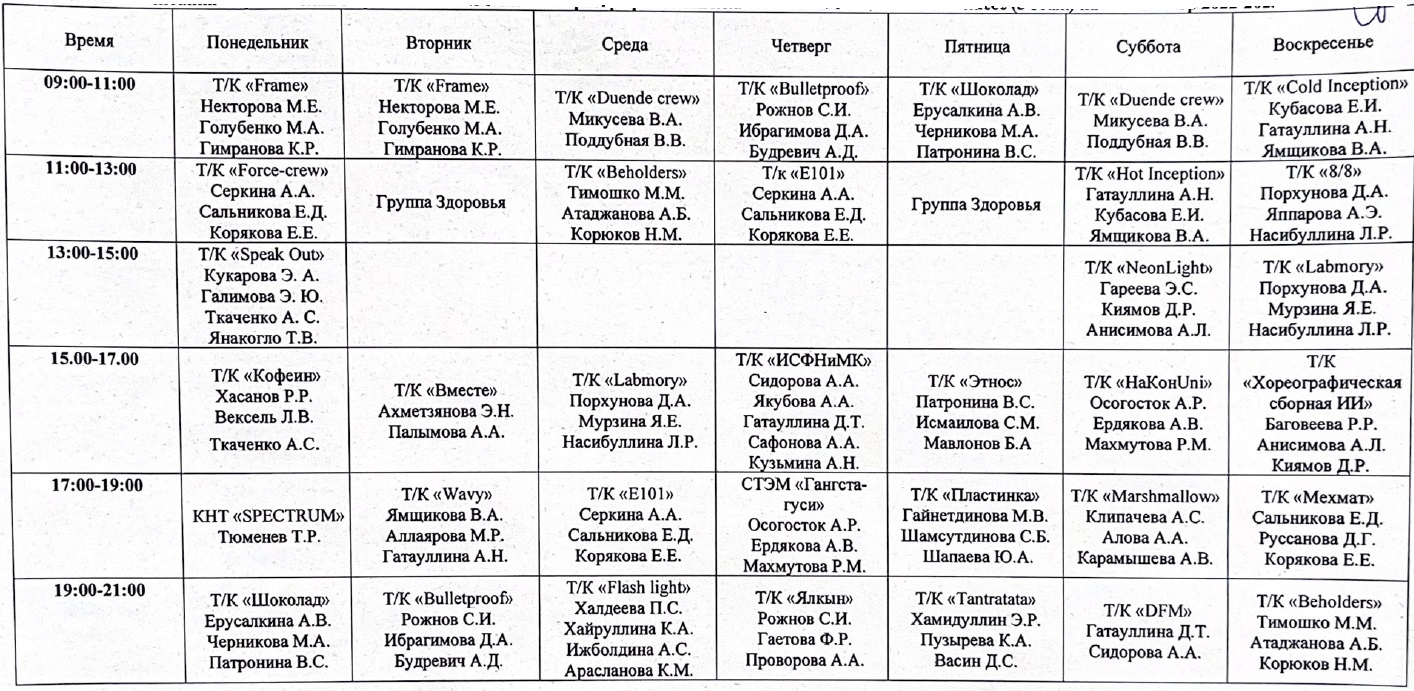 Время
Понедельник
Вторник
Среда
Четверг
Пятница
Суббота
Воскресенье
09:00-11:00
Т/К «Frame»
Некторова М.Е.
Голубенко М.А.
Гимранова К.Р.
Т/К «Frame»
Некторова М.Е.
Голубенко М.А.
Гимранова К.Р.
Т/К «Duende crew»
Микусева В.А.
Поддубная В.В.
Т/К «Bulletproof»
Рожнов С.И.
Ибрагимова Д.А.
Будревич А.Д.
Т/К «Шоколад»
Ерусалкина А.В.
Черникова М.А.
Патронина В.С.
Т/К «Duende crew»
Микусева В.А.
Поддубная В.В.
Т/К «Cold Inception»
Кубасова Е.И.
Гатауллина А.Н.
Ямщикова В.А.
11:00-13:00
Т/К «Force-crew»
Серкина А.А.
Сальникова Е.Д.
Корякова Е.Е.
Группа Здоровья
Т/К «Beholders»
Тимошко М.М.
Атаджанова А.Б.
Корюков Н.М.
Т/к «Е101»
Серкина А.А.
Сальникова Е.Д.
Корякова Е.Е.
Группа Здоровья
Т/К «Hot Inception»
Гатауллина А.Н.
Кубасова Е.И.
Ямщикова В.А.
Т/К «8/8»
Порхунова Д.А.
Яппарова А.Э.
Насибуллина Л.Р.
13:00-15:00
Т/К «Speak Out»
Кукарова Э. А.
Галимова Э. Ю.
Ткаченко А. С.
Янакогло Т.В.
Т/К «NeonLight»
Гареева Э.С.
Киямов Д.Р.
Анисимова А.Л.
Т/К «Labmory»
Порхунова Д.А.
Мурзина Я.Е.
Насибуллина Л.Р.
15.00-17.00
Т/К «Кофеин»
Хасанов Р.Р.
Вексель Л.В.
Ткаченко А.С.
Т/К «Вместе»
Ахметзянова Э.Н.
Палымова А.А.
Т/К «Labmory»
Порхунова Д.А.
Мурзина Я.Е.
Насибуллина Л.Р.
Т/К «ИСФНиМК»
Сидорова А.А.
Якубова А.А.
Гатауллина Д.Т.
Сафонова А.А.
Кузьмина А.Н.
Т/К «Этнос»
Патронина В.С.
Исмаилова С.М.
Мавлонов Б.А
Т/К «НаКонUni»
Осогосток А.Р.
Ердякова А.В.
Махмутова Р.М.
Т/К
«Хореографическая
сборная ИИ»
Баговеева Р.Р.
Анисимова А.Л.
Киямов Д.Р.
17:00-19:00
КНТ «SPECTRUM»
Тюменев Т.Р.
Т/К «Wavy»
Ямщикова В.А.
Аллаярова М.Р.
Гатауллина А.Н.
Т/К «Е101»
Серкина А.А.
Сальникова Е.Д.
Корякова Е.Е.
СТЭМ «Гангста-
гуси»
Осогосток А.Р.
Ердякова А.В.
Махмутова Р.М.
Т/К «Пластинка»
Гайнетдинова М.В.
Шамсутдинова С.Б.
Шапаева Ю.А.
Т/К «Marshmallow»
Клипачева А.С.
Алова А.А.
Карамышева А.В.
Т/К «Мехмат»
Сальникова Е.Д.
Руссанова Д.Г.
Корякова Е.Е.
19:00-21:00
Т/К «Шоколад»
Ерусалкина А.В.
Черникова М.А.
Патронина В.С.
Т/К «Bulletproof»
Рожнов С.И.
Ибрагимова Д.А.
Будревич А.Д.
Т/К «Flash light»
Халдеева П.С.
Хайруллина К.А.
Ижболдина А.С.
Арасланова К.М.
Т/К «Ялкын»
Рожнов С.И.
Гаетова Ф.Р.
Проворова А.А.
Т/К «Tantratata»
Хамидуллин Э.Р.
Пузырева К.А.
Васин Д.С.
Т/К «DFM»
Гатауллина Д.Т.
Сидорова А.А.
Т/К «Beholders»
Тимошко М.М.
Атаджанова А.Б.
Корюков Н.М.